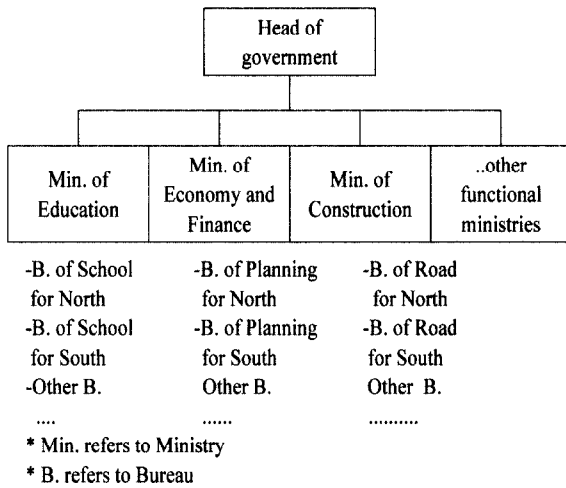 Head of
government
Min. of
Education
Min. of
Economy and
Finance
Min. of
Construction
..other
functional
ministries
-B. of School
for North
-B. of School
for South
-Other B.
....
-B. of Planning
for North
-B. of Planning
for South
Other B.
......
-B. of Road
for North
-B. of Road
for South
Other B.
..........
* Min. refers to Ministry
* B. refers to Bureau